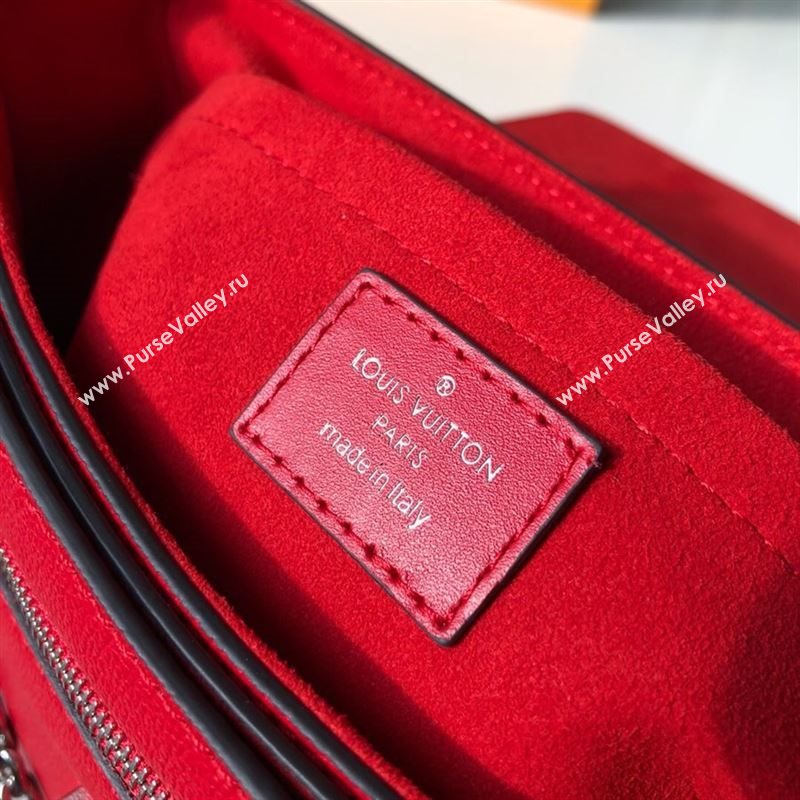 ®
LOUIS VUITTON
PARIS
made in italy
www.PurseValley.ru
www.PurseValley.ru